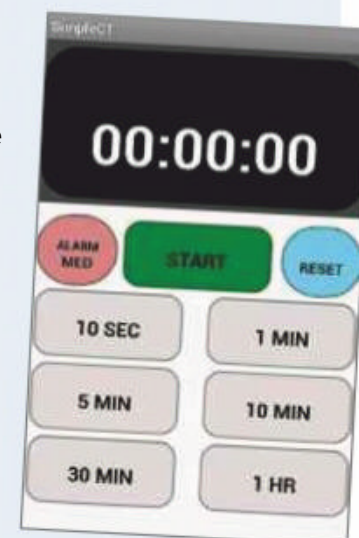 SimpleCT
00:00:00
ALARM
MED
START
RESET
10 SEC
1 MIN
5 MIN
10 MIN
30 MIN
1 HR